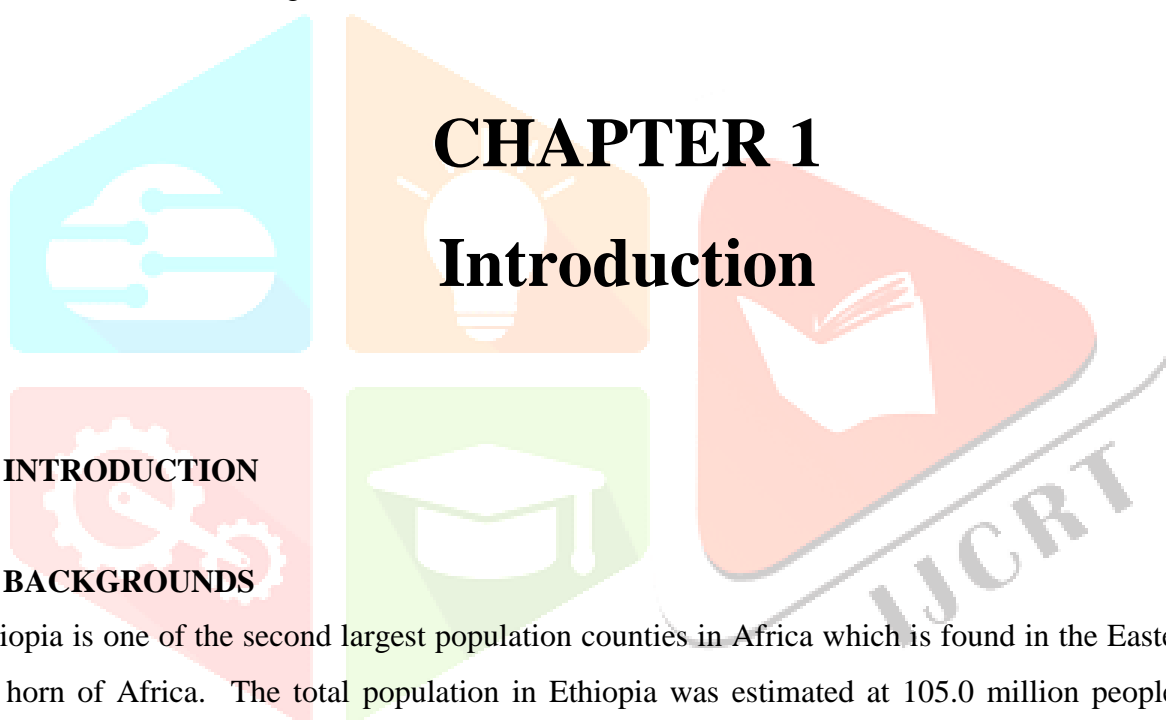 CHAPTER 1
Introduction
INTRODUCTION
BACKGROUNDS
iopia is one of the second largest population counties in Africa which is found in the Easte
horn of Africa. The total population in Ethiopia was estimated at 105.0 million people
IJCRT